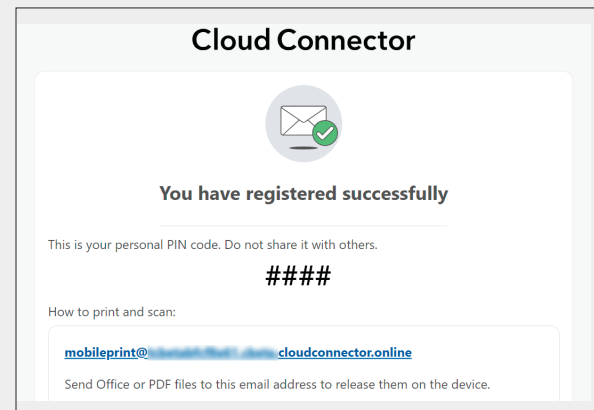 Cloud Connector
You have registered successfully
This is your personal PIN code. Do not share it with others.
####
How to print and scan:
mobileprint@ cloudconnector.online
Send Office or PDF files to this email address to release them on the device.